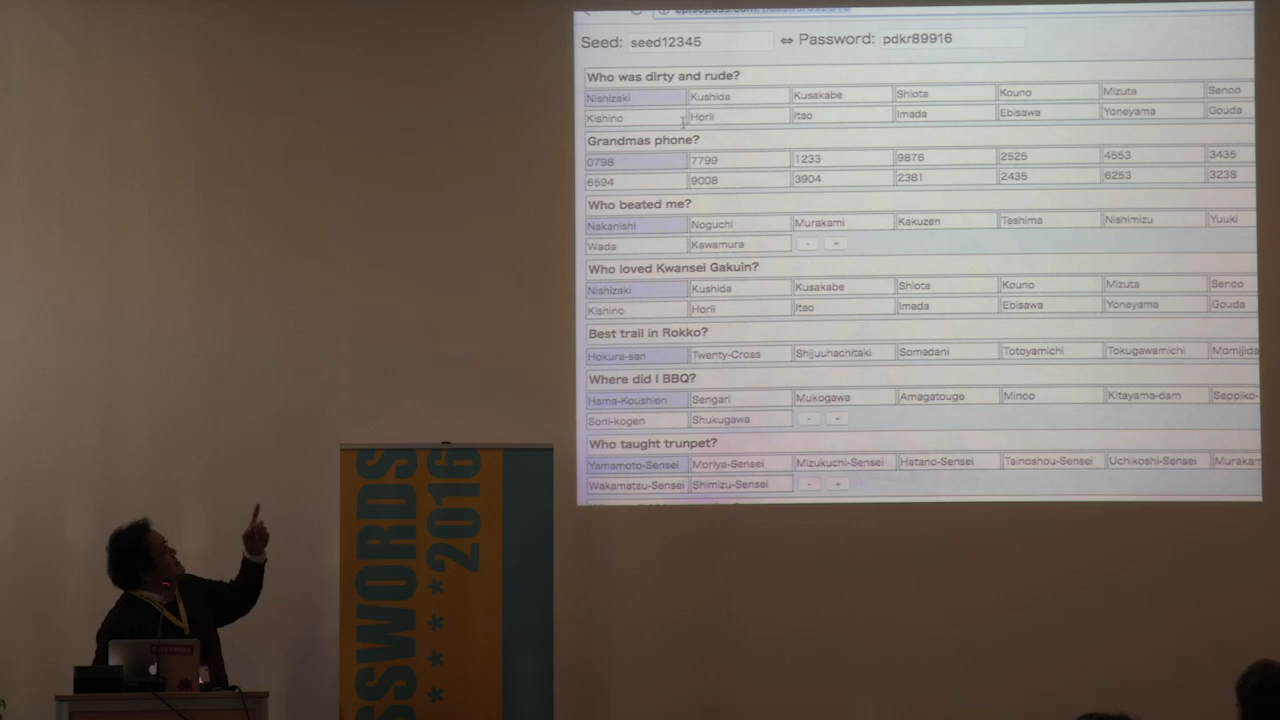 Seed: seed12345 ⇔ Password: pdkr89916
Who was dirty and rude?
Nishizaki Kushida Kusakabe Shiota Kouno Mizuta Senoo
Kishino Horii Itao Imada Ebisawa Yoneyama Gouda
Grandmas phone?
0798 7799 1233 9876 2525 4553 3435
6594 9008 3904 2381 2435 6253 3238
Who beated me?
Nakanishi Noguchi Murakami Kakuzen Teshima Nishimizu Yuuki
Wada Kawamura - +
Who loved Kwansei Gakuin?
Nishizaki Kushida Kusakabe Shiota Kouno Mizuta Senoo
Kishino Horii Itao Imada Ebisawa Yoneyama Gouda
Best trail in Rokko?
Hokura-san Twenty-Cross Shijuuhachitaki Somadani Totoyamichi Tokugawamichi Momijida
Where did I BBQ?
Hama-Koushien Sengari Mukogawa Amagatouge Minoo Kitayama-dam Seppiko-
Soni-kogen Shukugawa - +
Who taught trunpet?
Yamamoto-Sensei Moriya-Sensei Mizukuchi-Sensei Hatano-Sensei Tainoshou-Sensei Uchikoshi-Sensei Murakam
Wakamatsu-Sensei Shimizu-Sensei - +
SSWORDS
2016